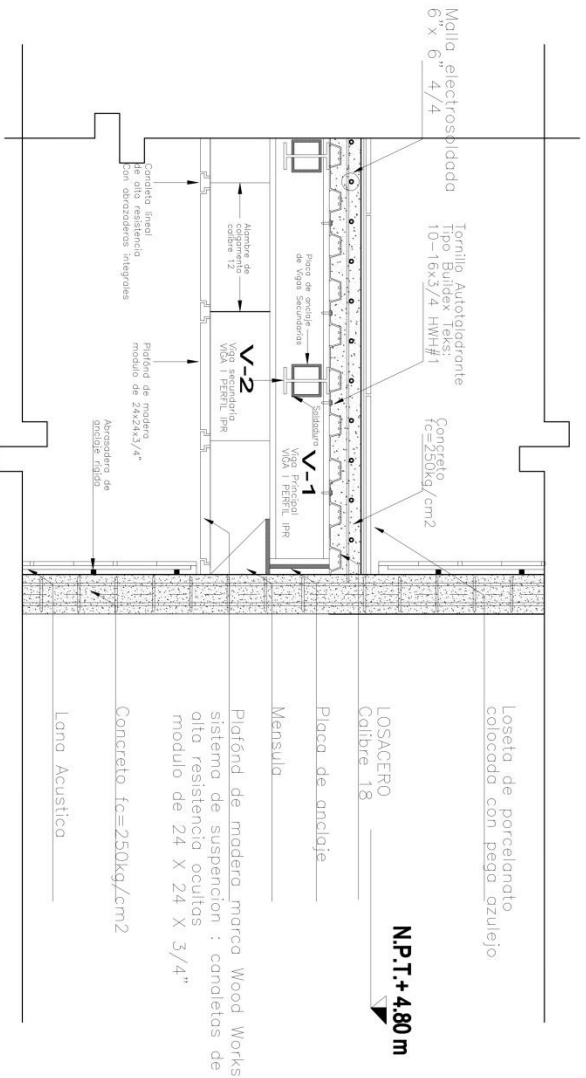 Malla electrosoldada
6"x 6" 4/4
Tornillo Autotaladrante
Tipo Buildex Teks:
10-16x3/4 HWH#1
Concreto
fc=250kg/cm2
Placa de anclaje
de Vigas Secundarias
Soldadura
V-1
Viga Principal
VIGA I PERFIL IPR
Alambre de
colgamento
calibre 12
V-2
Viga secundaria
VIGA I PERFIL IPR
Canaleta lineal
de alta resistencia
Con abrazaderas integrales
Plafónd de madera
modulo de 24x24x3/4"
Abrasadera de
anclaje rígido
Loseta de porcelanato
colocada con pega azulejo
N.P.T.+ 4.80 m
LOSACERO
Calibre 18
Placa de anclaje
Mensula
Plafónd de madera marca Wood Works
sistema de suspencion : canaletas de
alta resistencia ocultas
modulo de 24 X 24 X 3/4"
Concreto fc=250kg/cm2
Lana Acustica